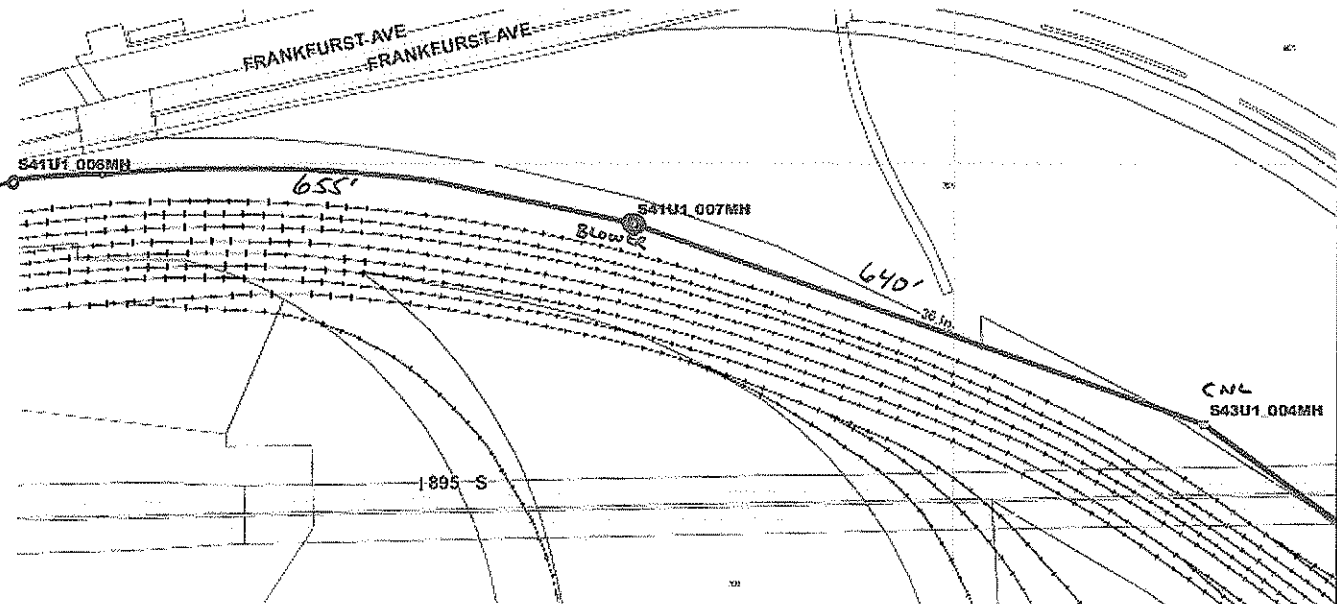 FRANKFURST AVE
FRANKFURST AVE
S41U1_006MH
655'
S41U1_007MH
BLOWER
640'
36 in.
CNL
S43U1_004MH
I 895 S